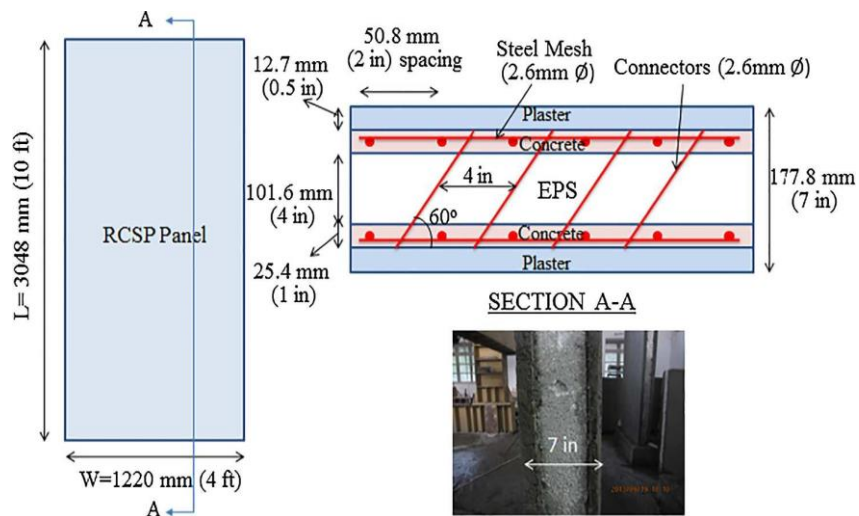 A
RCSP Panel
L= 3048 mm (10 ft)
W=1220 mm (4 ft)
A
50.8 mm
(2 in) spacing
12.7 mm
(0.5 in)
Steel Mesh
(2.6mm Ø)
Connectors (2.6mm Ø)
Plaster
Concrete
101.6 mm
(4 in)
4 in
EPS
60°
177.8 mm
(7 in)
Concrete
25.4 mm
(1 in)
Plaster
SECTION A-A
7 in